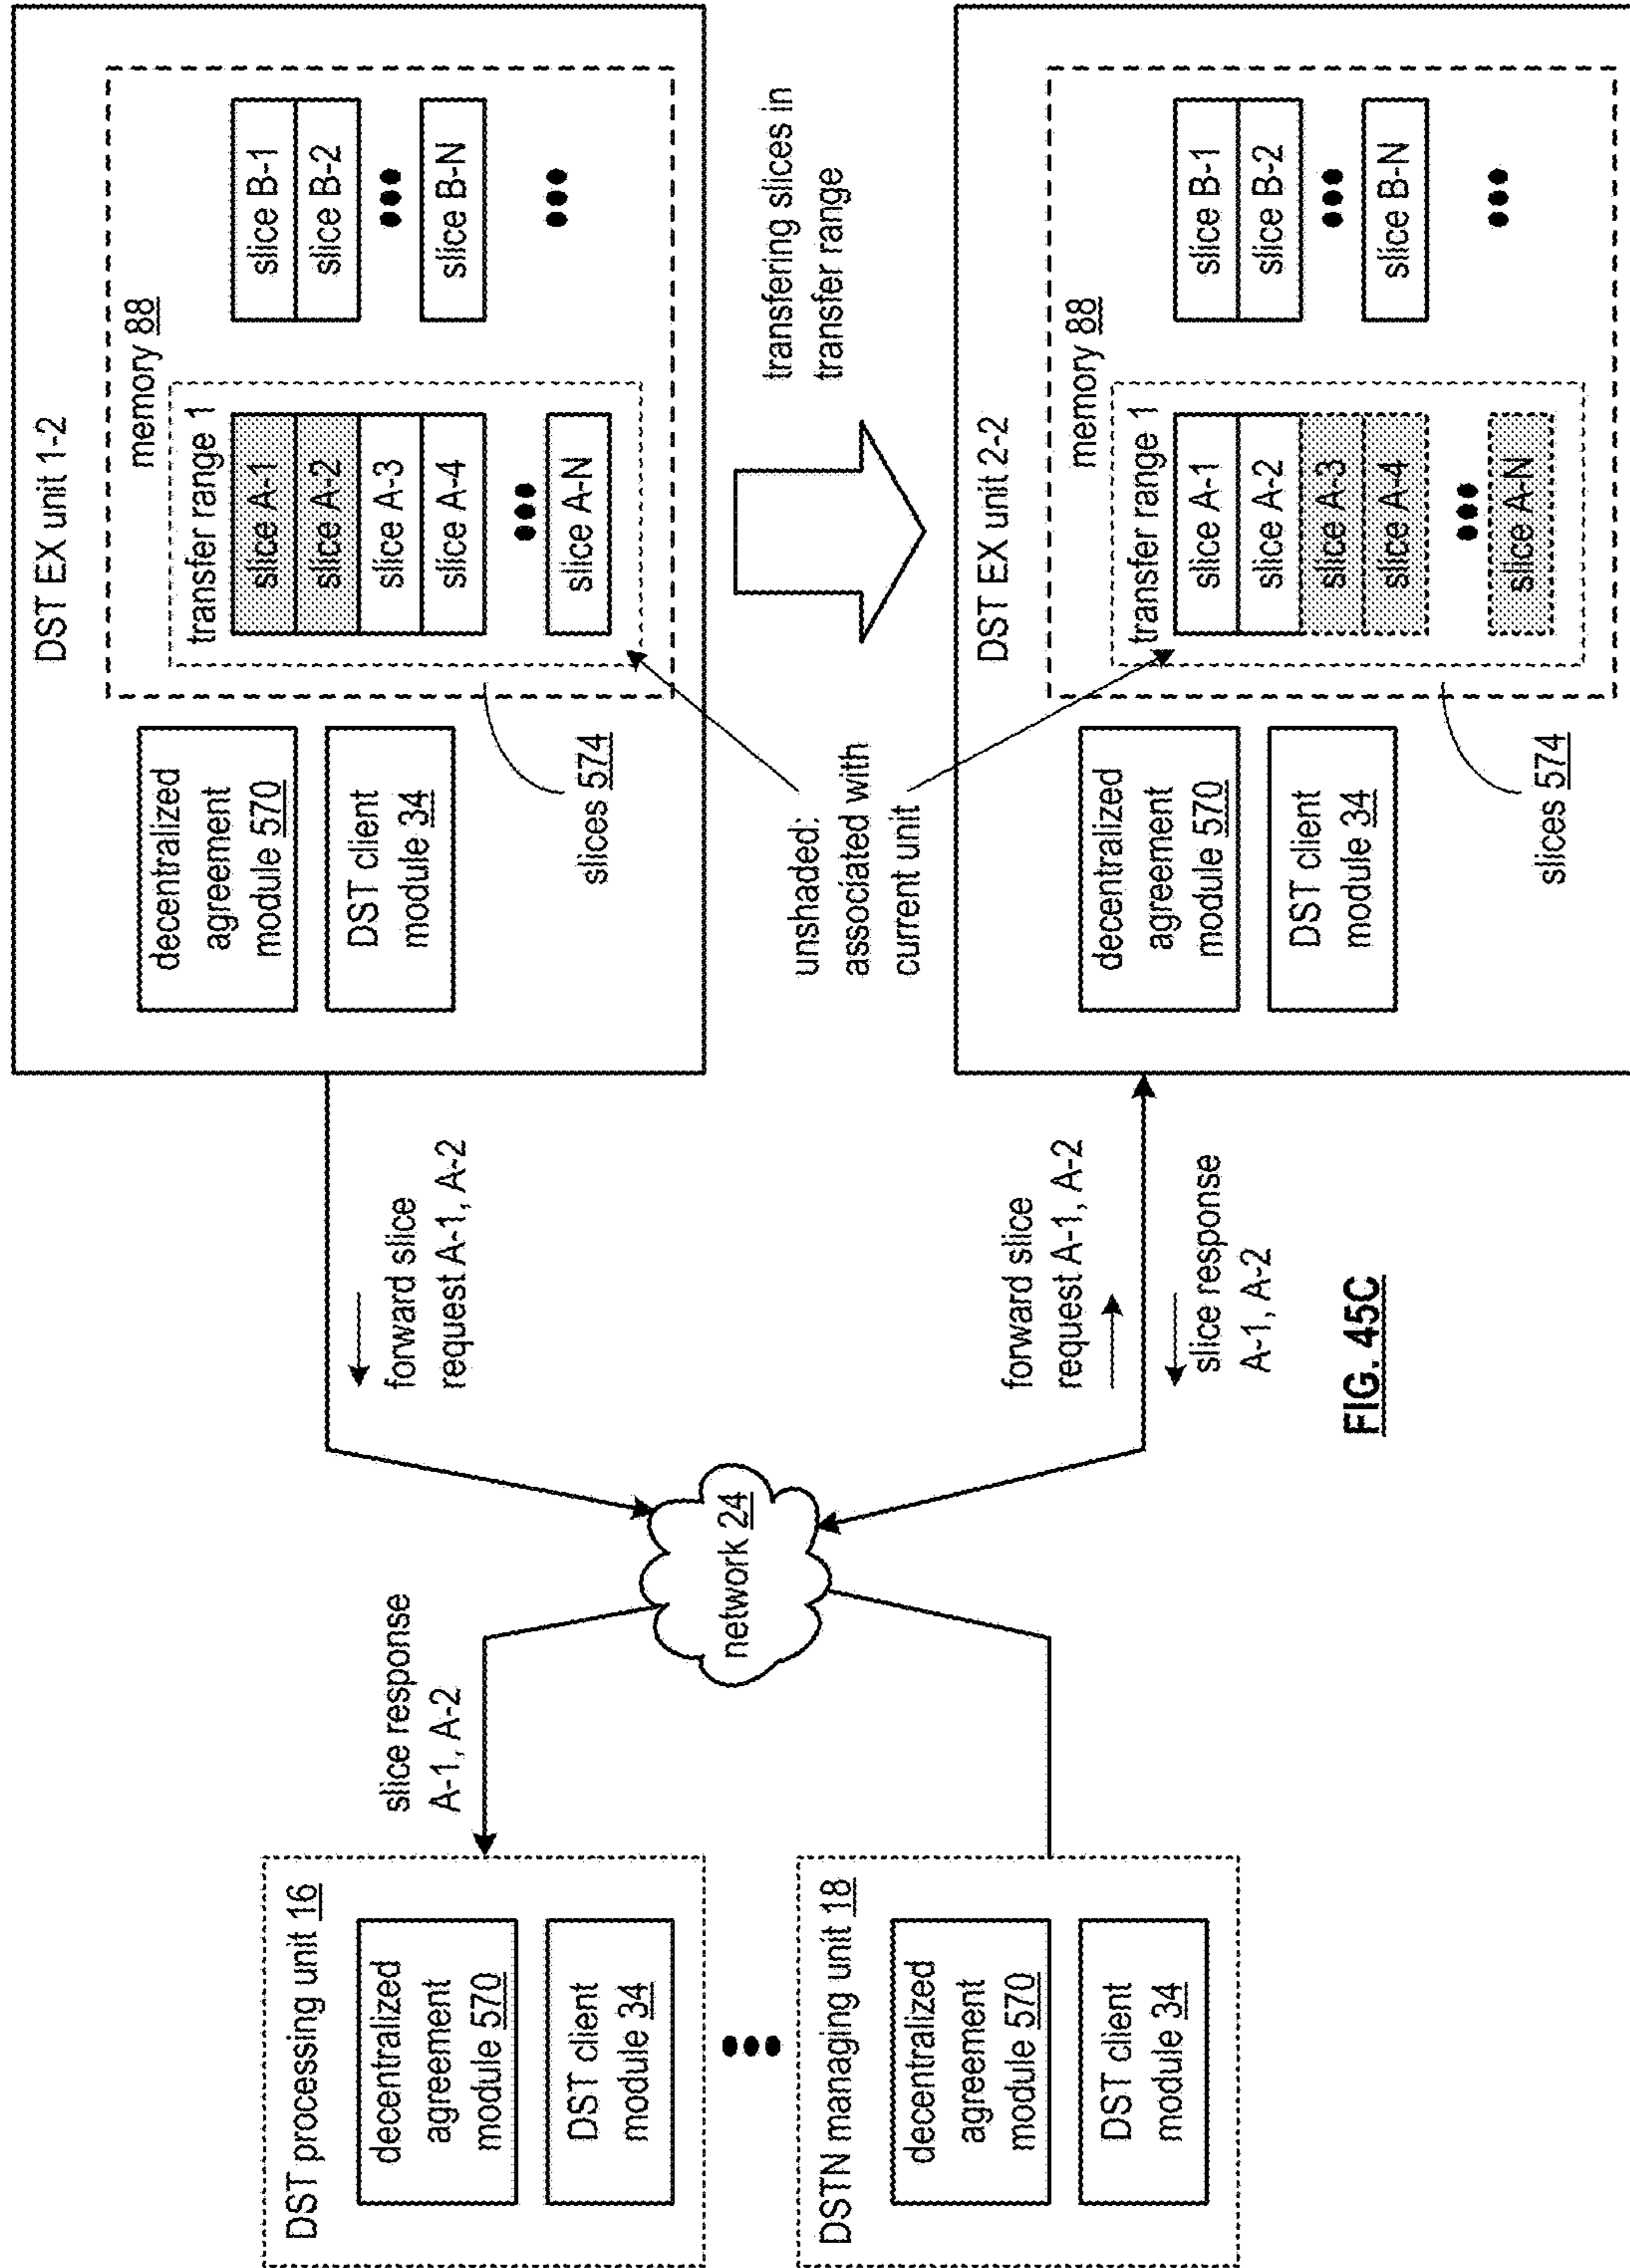 DST processing unit 16
decentralized
agreement
module 570
DST client
module 34
DSTN managing unit 18
decentralized
agreement
module 570
DST client
module 34
slice response
A-1, A-2
network 24
forward slice
request A-1, A-2
forward slice
request A-1, A-2
slice response
A-1, A-2
FIG. 45C
DST EX unit 1-2
decentralized
agreement
module 570
DST client
module 34
slices 574
memory 88
transfer range 1
slice A-1
slice A-2
slice A-3
slice A-4
slice A-N
slice B-1
slice B-2
slice B-N
unshaded:
associated with
current unit
transfering slices in
transfer range
DST EX unit 2-2
decentralized
agreement
module 570
DST client
module 34
slices 574
memory 88
transfer range 1
slice A-1
slice A-2
slice A-3
slice A-4
slice A-N
slice B-1
slice B-2
slice B-N